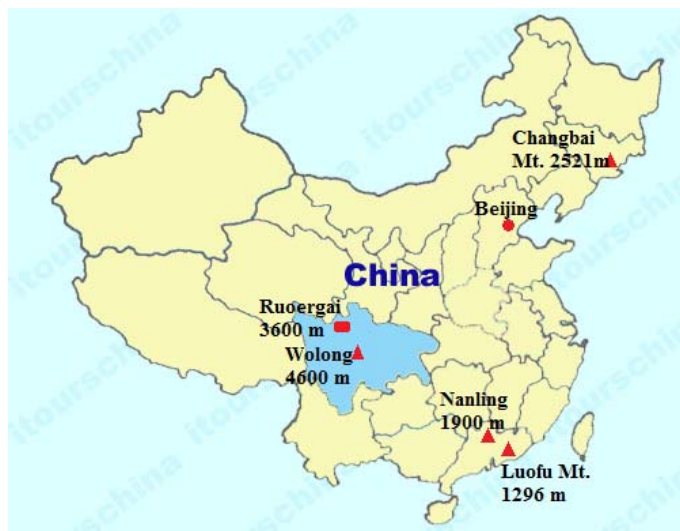 itourschina
Changbai
Mt. 2521m
Beijing
China
Ruoergai
3600 m
Wolong
4600 m
Nanling
1900 m
Luofu Mt.
1296 m